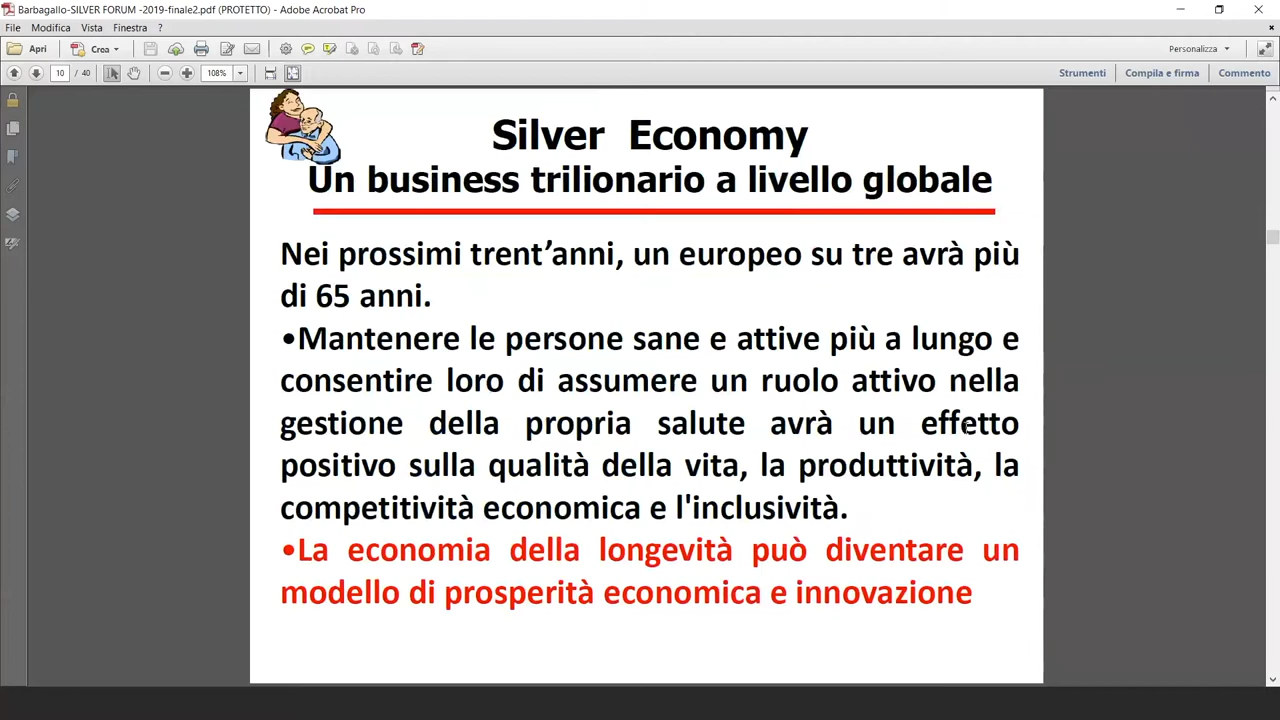 Barbagallo-SILVER FORUM -2019-finale2.pdf (PROTETTO) - Adobe Acrobat Pro
File Modifica Vista Finestra ?
Apri Crea Personalizza
10 / 40 108% Strumenti Compila e firma Commento
Silver Economy
Un business trilionario a livello globale
Nei prossimi trent’anni, un europeo su tre avrà più
di 65 anni.
•Mantenere le persone sane e attive più a lungo e
consentire loro di assumere un ruolo attivo nella
gestione della propria salute avrà un effetto
positivo sulla qualità della vita, la produttività, la
competitività economica e l'inclusività.
•La economia della longevità può diventare un
modello di prosperità economica e innovazione